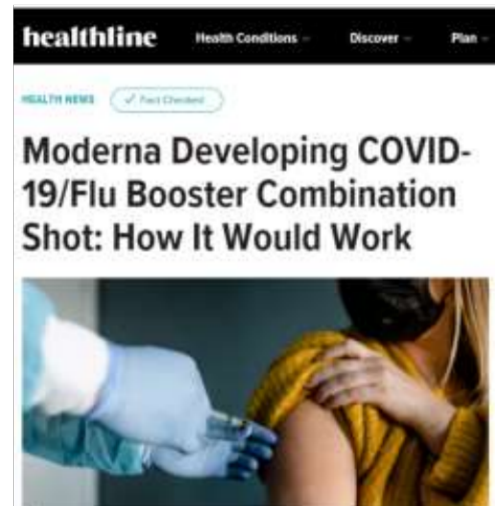 healthline Health Conditions Discover Plan
HEALTH NEWS Fact Checked
Moderna Developing COVID-
19/Flu Booster Combination
Shot: How It Would Work